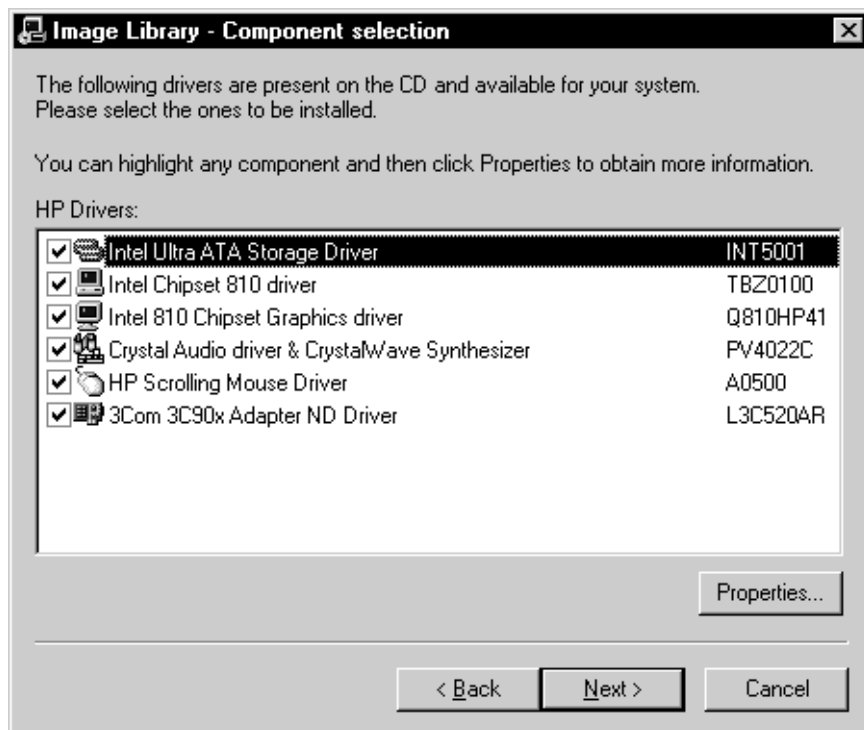 Image Library - Component selection
The following drivers are present on the CD and available for your system.
Please select the ones to be installed.
You can highlight any component and then click Properties to obtain more information.
HP Drivers:
Intel Ultra ATA Storage Driver INT5001
Intel Chipset 810 driver TBZ0100
Intel 810 Chipset Graphics driver Q810HP41
Crystal Audio driver & CrystalWave Synthesizer PV4022C
HP Scrolling Mouse Driver A0500
3Com 3C90x Adapter ND Driver L3C520AR
Properties...
< Back Next > Cancel